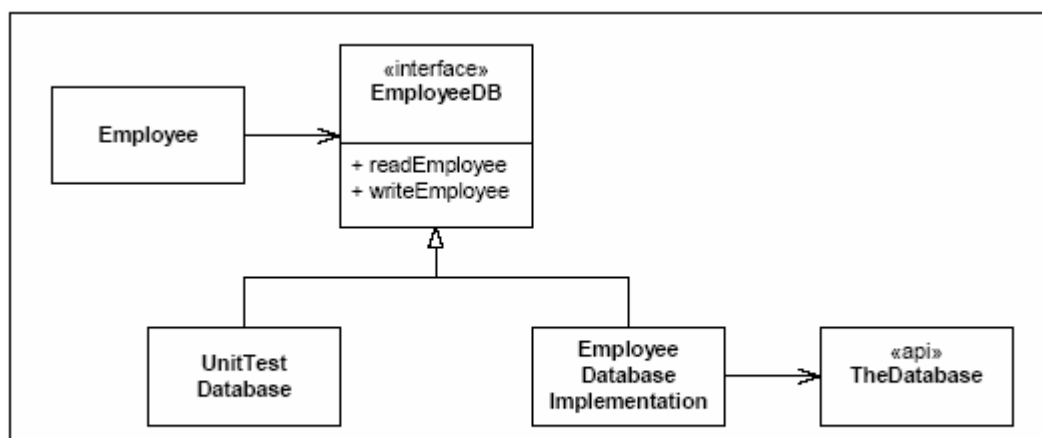 «interface»
EmployeeDB
Employee
+ readEmployee
+ writeEmployee
UnitTest
Database
Employee
Database
Implementation
«api»
TheDatabase